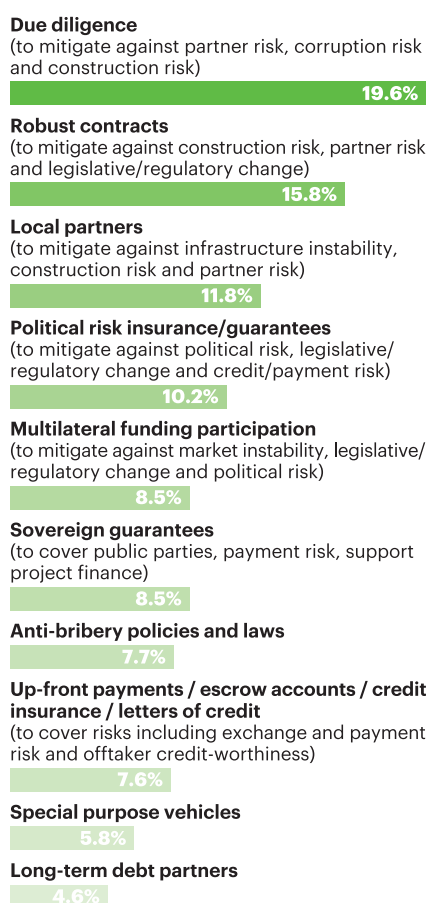 Due diligence
(to mitigate against partner risk, corruption risk
and construction risk)
19.6%
Robust contracts
(to mitigate against construction risk, partner risk
and legislative/regulatory change)
15.8%
Local partners
(to mitigate against infrastructure instability,
construction risk and partner risk)
11.8%
Political risk insurance/guarantees
(to mitigate against political risk, legislative/
regulatory change and credit/payment risk)
10.2%
Multilateral funding participation
(to mitigate against market instability, legislative/
regulatory change and political risk)
8.5%
Sovereign guarantees
(to cover public parties, payment risk, support
project finance)
8.5%
Anti-bribery policies and laws
7.7%
Up-front payments / escrow accounts / credit
insurance / letters of credit
(to cover risks including exchange and payment
risk and offtaker credit-worthiness)
7.6%
Special purpose vehicles
5.8%
Long-term debt partners
4.6%